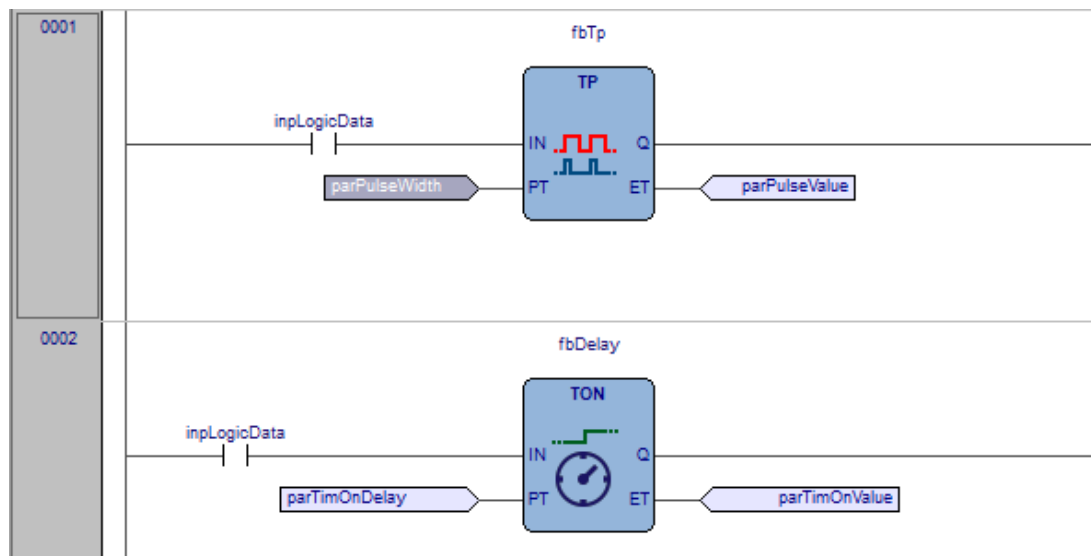 0001
fbTp
TP
inpLogicData
IN
Q
parPulseWidth
PT
ET
parPulseValue
0002
fbDelay
TON
inpLogicData
IN
Q
parTimOnDelay
PT
ET
parTimOnValue